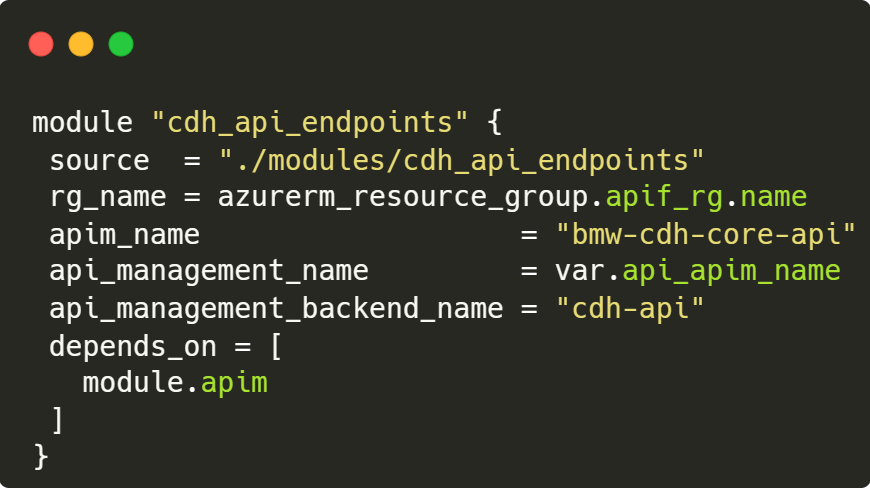 module "cdh_api_endpoints" {
 source  = "./modules/cdh_api_endpoints"
 rg_name = azurerm_resource_group.apif_rg.name
 apim_name                   = "bmw-cdh-core-api"
 api_management_name         = var.api_apim_name
 api_management_backend_name = "cdh-api"
 depends_on = [
   module.apim
 ]
}